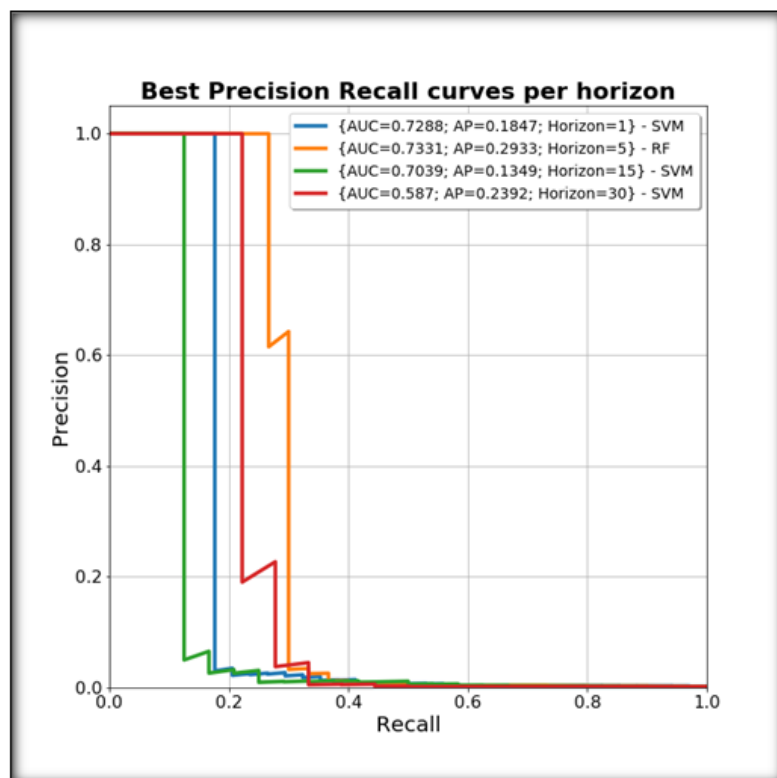 Best Precision Recall curves per horizon
{AUC=0.7288; AP=0.1847; Horizon=1} - SVM
{AUC=0.7331; AP=0.2933; Horizon=5} - RF
{AUC=0.7039; AP=0.1349; Horizon=15} - SVM
{AUC=0.587; AP=0.2392; Horizon=30} - SVM
1.0
0.8
0.6
0.4
0.2
0.0
Precision
0.0 0.2 0.4 0.6 0.8 1.0
Recall